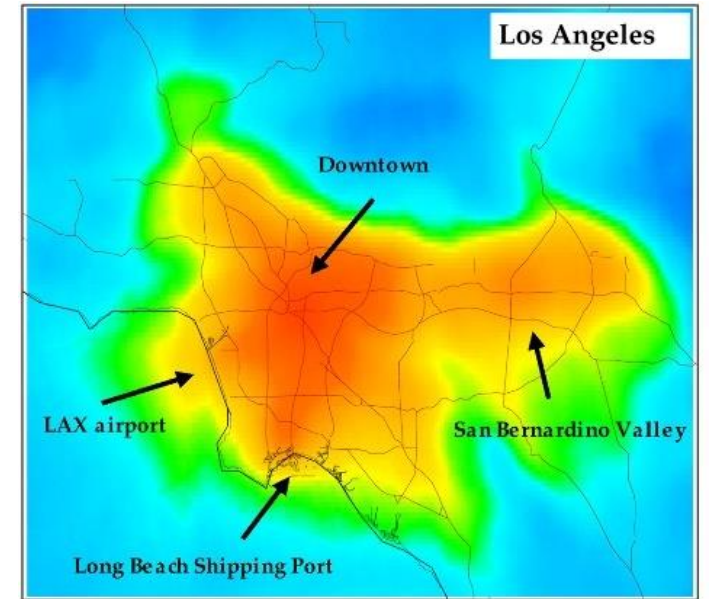 Los Angeles
Downtown
LAX airport
San Bernardino Valley
Long Beach Shipping Port